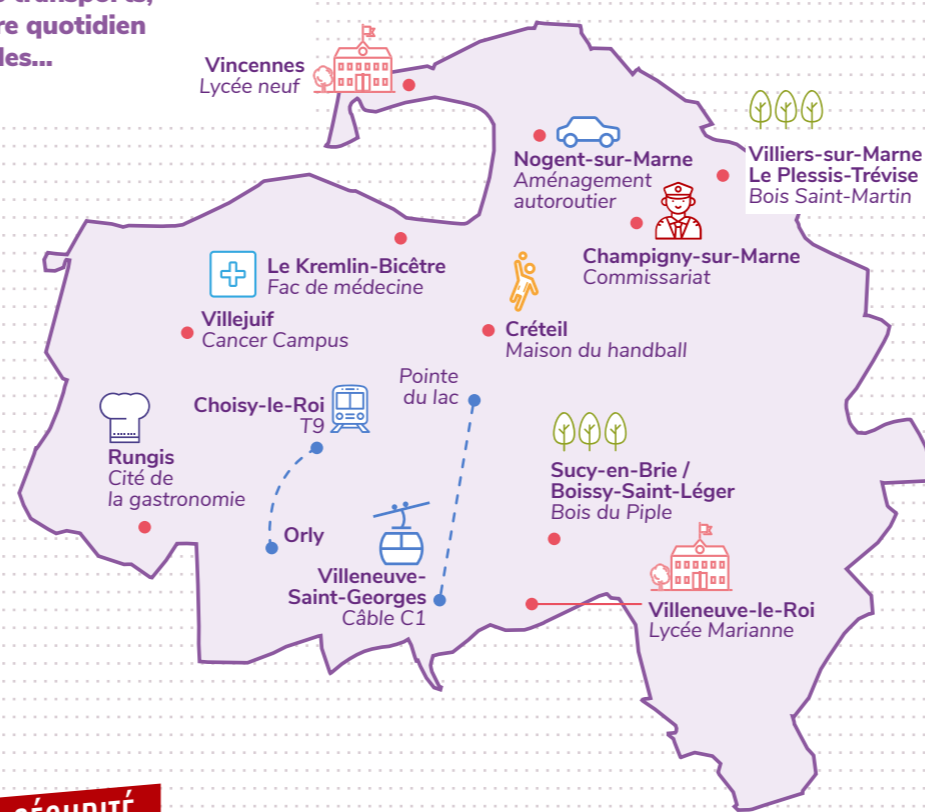 transports,
quotidien
Vincennes
Lycée neuf
Nogent-sur-Marne
Aménagement
autoroutier
Villiers-sur-Marne
Le Plessis-Trévise
Bois Saint-Martin
Champigny-sur-Marne
Commissariat
Le Kremlin-Bicêtre
Fac de médecine
Villejuif
Cancer Campus
Créteil
Maison du handball
Pointe
du lac
Choisy-le-Roi
T9
Rungis
Cité de
la gastronomie
Orly
Sucy-en-Brie /
Boissy-Saint-Léger
Bois du Piple
Villeneuve-
Saint-Georges
Câble C1
Villeneuve-le-Roi
Lycée Marianne
SÉCURITÉ